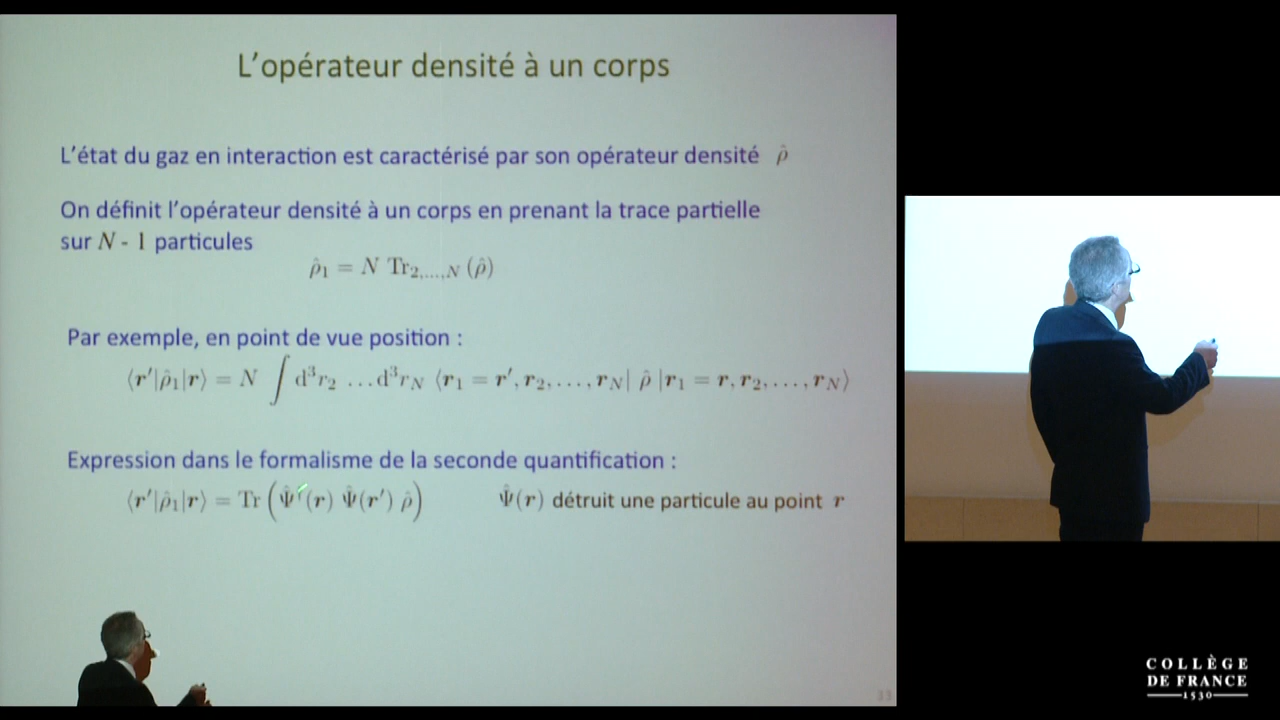 L'opérateur densité à un corps
L'état du gaz en interaction est caractérisé par son opérateur densité ρ̂
On définit l'opérateur densité à un corps en prenant la trace partielle
sur N - 1 particules
ρ̂₁ = N Tr₂,...,N (ρ̂)
Par exemple, en point de vue position :
⟨r′|ρ̂₁|r⟩ = N ∫ d³r₂ ...d³r_N ⟨r₁ = r′, r₂, ..., r_N| ρ̂ |r₁ = r, r₂, ..., r_N⟩
Expression dans le formalisme de la seconde quantification :
⟨r′|ρ̂₁|r⟩ = Tr (Ψ̂†(r) Ψ̂(r′) ρ̂) Ψ̂(r) détruit une particule au point r
33
COLLÈGE
DE FRANCE
1530